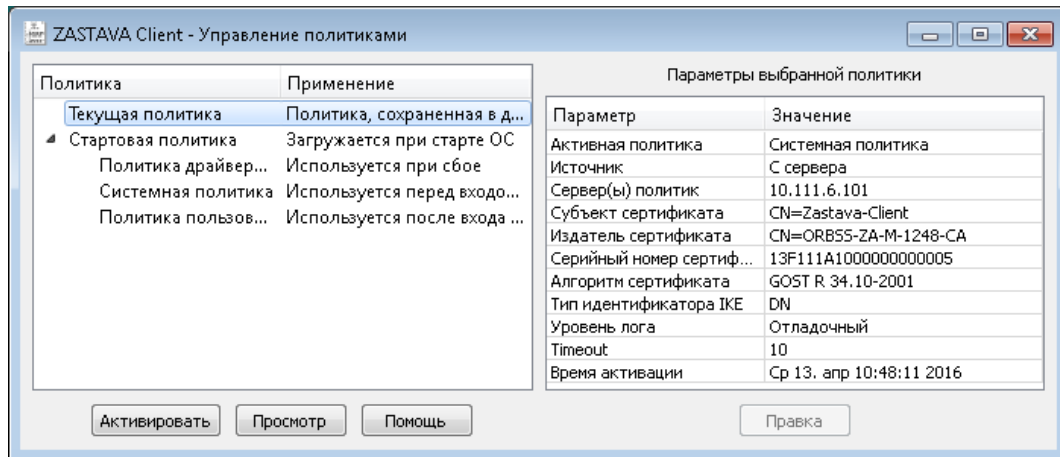 ZASTAVA Client - Управление политиками
Политика Применение
Текущая политика Политика, сохраненная в д...
Стартовая политика Загружается при старте ОС
Политика драйвер... Используется при сбое
Системная политика Используется перед входо...
Политика пользов... Используется после входа ...
Параметры выбранной политики
Параметр Значение
Активная политика Системная политика
Источник С сервера
Сервер(ы) политик 10.111.6.101
Субъект сертификата CN=Zastava-Client
Издатель сертификата CN=ORBSS-ZA-M-1248-CA
Серийный номер сертиф... 13F111A1000000000005
Алгоритм сертификата GOST R 34.10-2001
Тип идентификатора IKE DN
Уровень лога Отладочный
Timeout 10
Время активации Ср 13. апр 10:48:11 2016
Активировать Просмотр Помощь Правка